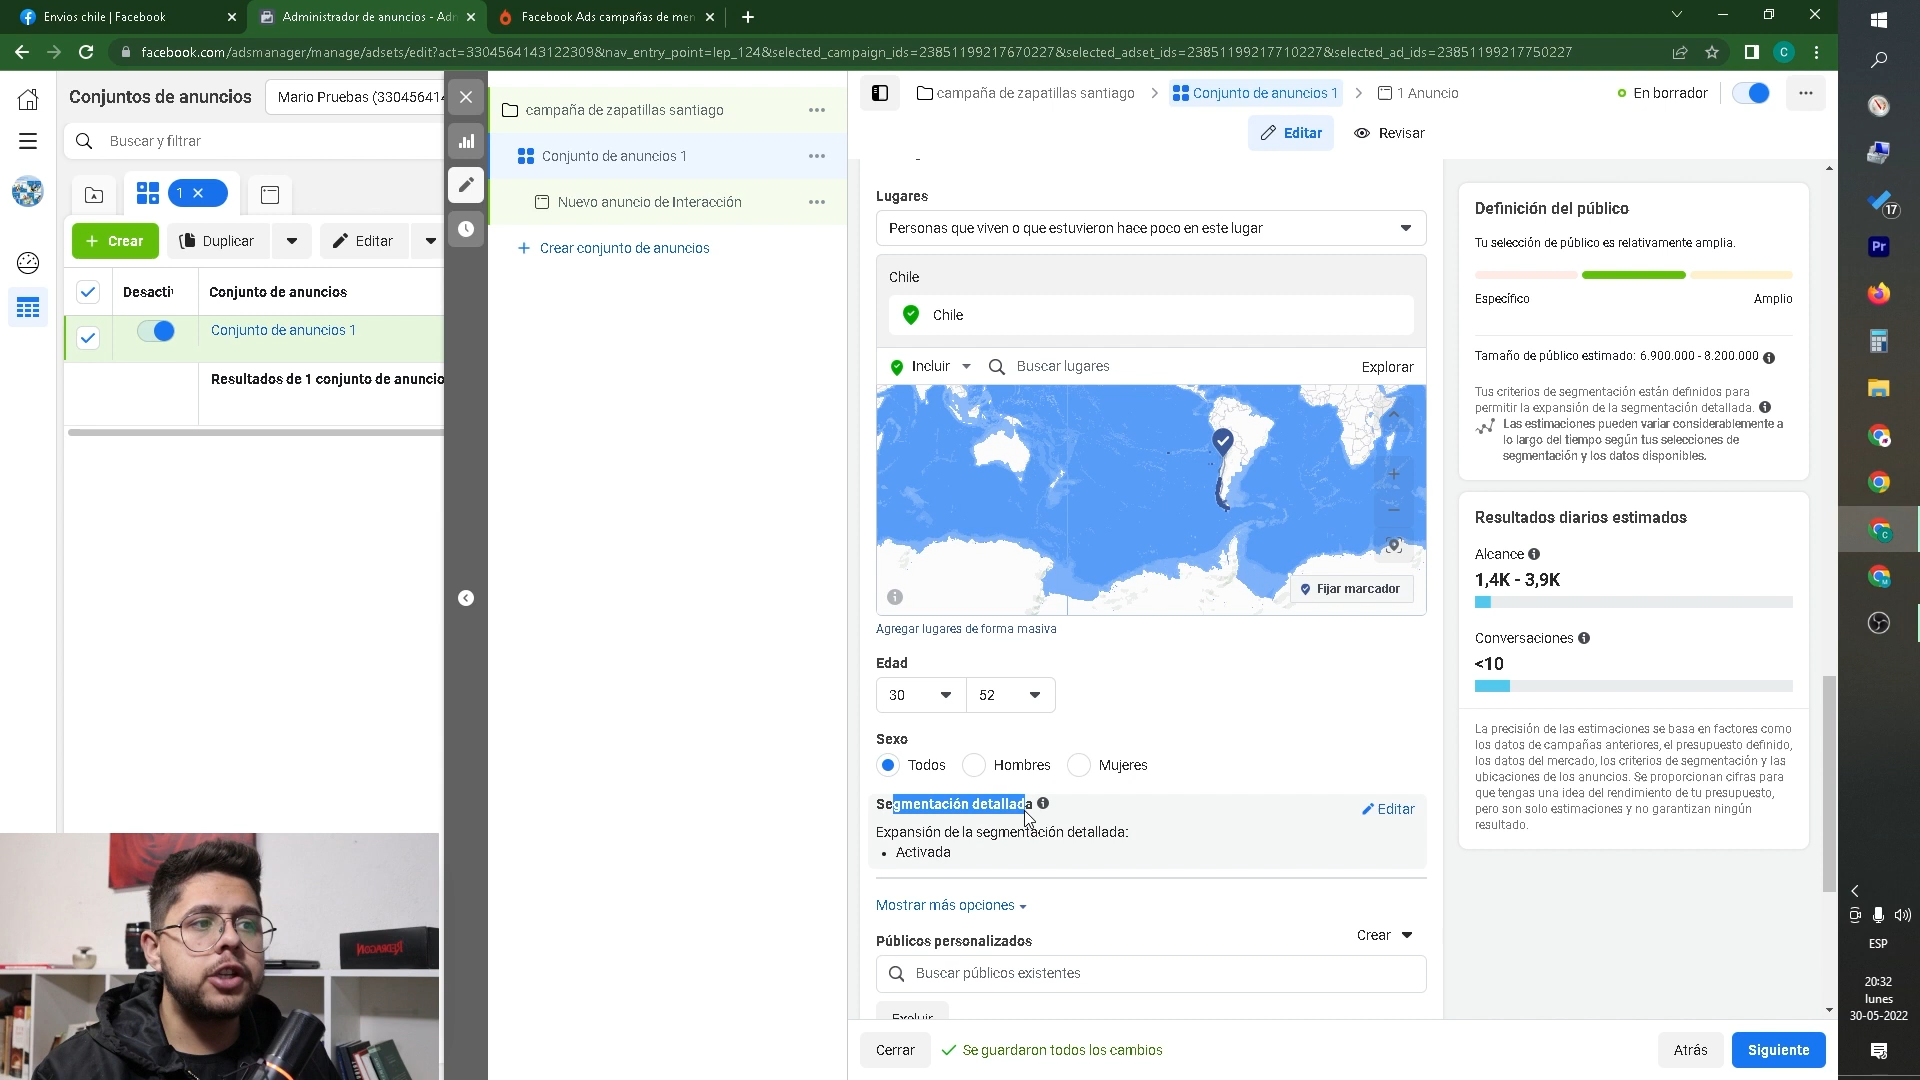 Envios chile | Facebook
Administrador de anuncios - Adm
Facebook Ads campañas de men
facebook.com/adsmanager/manage/adsets/edit?act=3304564143122309&nav_entry_point=lep_124&selected_campaign_ids=23851199217670227&selected_adset_ids=23851199217710227&selected_ad_ids=23851199217750227
C
Conjuntos de anuncios
Mario Pruebas (330456414
Buscar y filtrar
1
Crear
Duplicar
Editar
Desacti
Conjunto de anuncios
Conjunto de anuncios 1
Resultados de 1 conjunto de anuncio
campaña de zapatillas santiago
Conjunto de anuncios 1
Nuevo anuncio de Interacción
Crear conjunto de anuncios
campaña de zapatillas santiago
Conjunto de anuncios 1
1 Anuncio
En borrador
Editar
Revisar
Lugares
Personas que viven o que estuvieron hace poco en este lugar
Chile
Chile
Incluir
Buscar lugares
Explorar
Fijar marcador
Agregar lugares de forma masiva
Edad
30
52
Sexo
Todos
Hombres
Mujeres
Segmentación detallada
Editar
Expansión de la segmentación detallada:
• Activada
Mostrar más opciones
Públicos personalizados
Crear
Buscar públicos existentes
Excluir
Cerrar
Se guardaron todos los cambios
Atrás
Siguiente
Definición del público
Tu selección de público es relativamente amplia.
Específico
Amplio
Tamaño de público estimado: 6.900.000 - 8.200.000
Tus criterios de segmentación están definidos para
permitir la expansión de la segmentación detallada.
Las estimaciones pueden variar considerablemente a
lo largo del tiempo según tus selecciones de
segmentación y los datos disponibles.
Resultados diarios estimados
Alcance
1,4K - 3,9K
Conversaciones
<10
La precisión de las estimaciones se basa en factores como
los datos de campañas anteriores, el presupuesto definido,
los datos del mercado, los criterios de segmentación y las
ubicaciones de los anuncios. Se proporcionan cifras para
que tengas una idea del rendimiento de tu presupuesto,
pero son solo estimaciones y no garantizan ningún
resultado.
17
Pr
C
ESP
20:32
lunes
30-05-2022